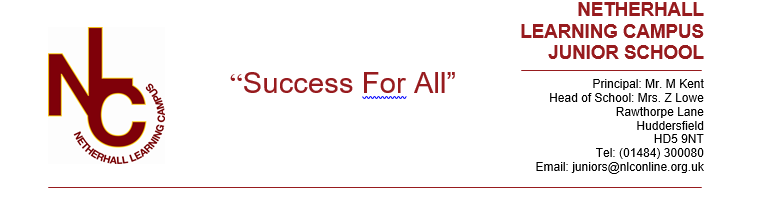 NLC
NETHERHALL LEARNING CAMPUS
“Success For All”
NETHERHALL
LEARNING CAMPUS
JUNIOR SCHOOL
Principal: Mr. M Kent
Head of School: Mrs. Z Lowe
Rawthorpe Lane
Huddersfield
HD5 9NT
Tel: (01484) 300080
Email: juniors@nlconline.org.uk